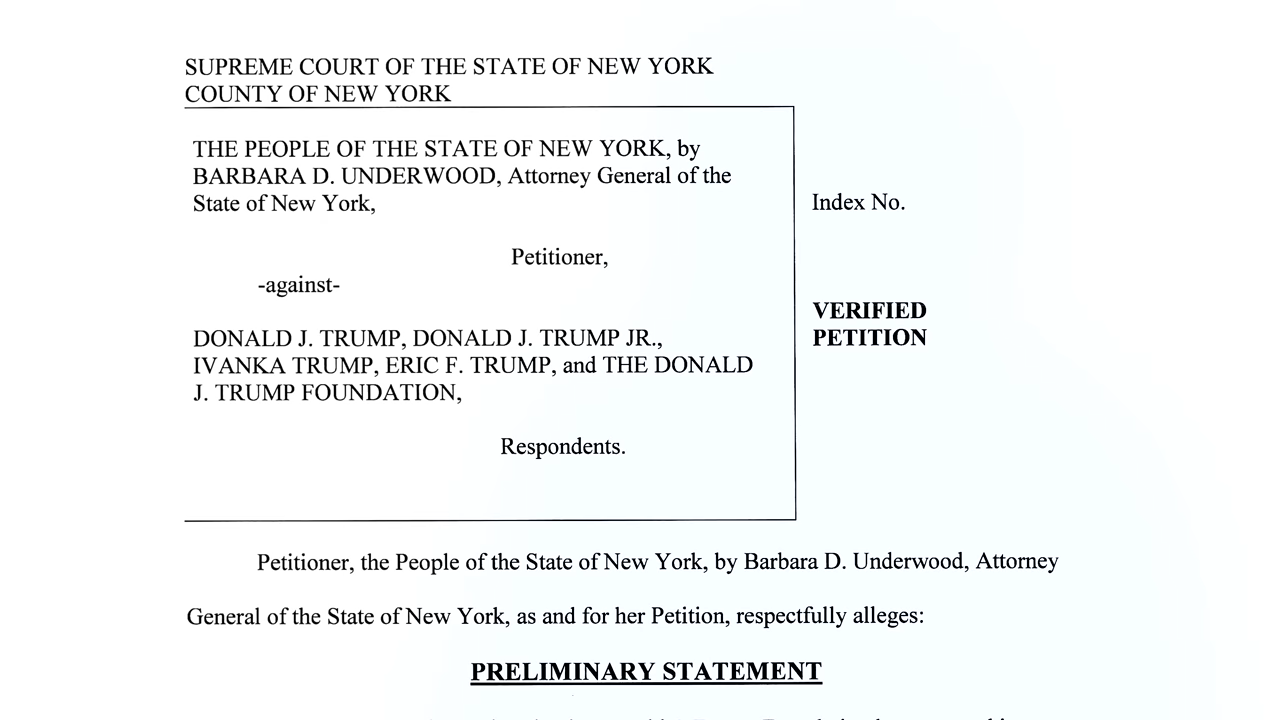 SUPREME COURT OF THE STATE OF NEW YORK
COUNTY OF NEW YORK
THE PEOPLE OF THE STATE OF NEW YORK, by
BARBARA D. UNDERWOOD, Attorney General of the
State of New York,
Index No.
Petitioner,
-against-
VERIFIED
PETITION
DONALD J. TRUMP, DONALD J. TRUMP JR.,
IVANKA TRUMP, ERIC F. TRUMP, and THE DONALD
J. TRUMP FOUNDATION,
Respondents.
Petitioner, the People of the State of New York, by Barbara D. Underwood, Attorney
General of the State of New York, as and for her Petition, respectfully alleges:
PRELIMINARY STATEMENT